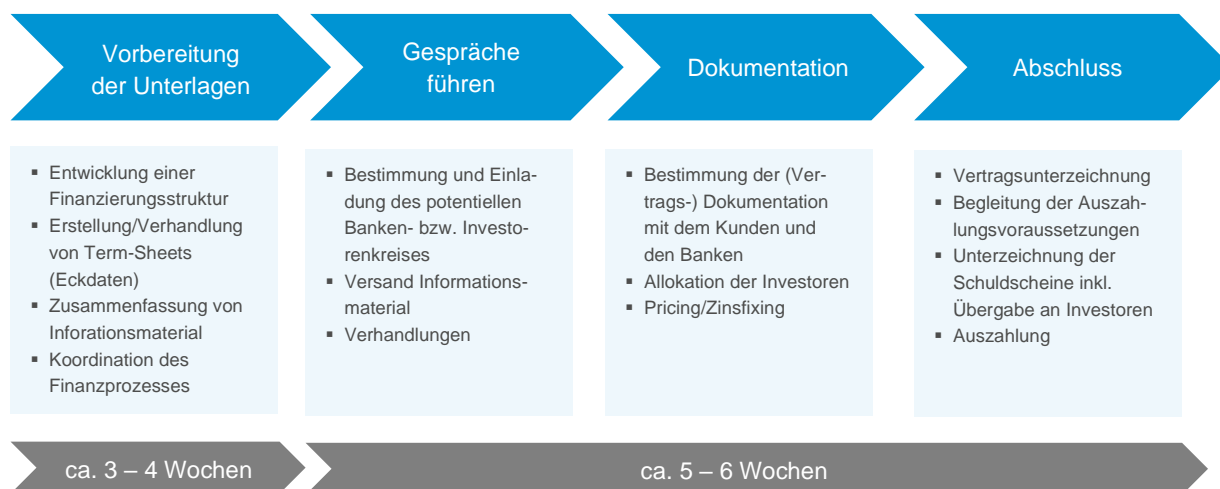 Vorbereitung
der Unterlagen
Gespräche
führen
Dokumentation
Abschluss
▪ Entwicklung einer
Finanzierungsstruktur
▪ Erstellung/Verhandlung
von Term-Sheets
(Eckdaten)
▪ Zusammenfassung von
Inforationsmaterial
▪ Koordination des
Finanzprozesses
▪ Bestimmung und Einla-
dung des potentiellen
Banken- bzw. Investo-
renkreises
▪ Versand Informations-
material
▪ Verhandlungen
▪ Bestimmung der (Ver-
trags-) Dokumentation
mit dem Kunden und
den Banken
▪ Allokation der Investoren
▪ Pricing/Zinsfixing
▪ Vertragsunterzeichnung
▪ Begleitung der Auszah-
lungsvoraussetzungen
▪ Unterzeichnung der
Schuldscheine inkl.
Übergabe an Investoren
▪ Auszahlung
ca. 3 – 4 Wochen
ca. 5 – 6 Wochen